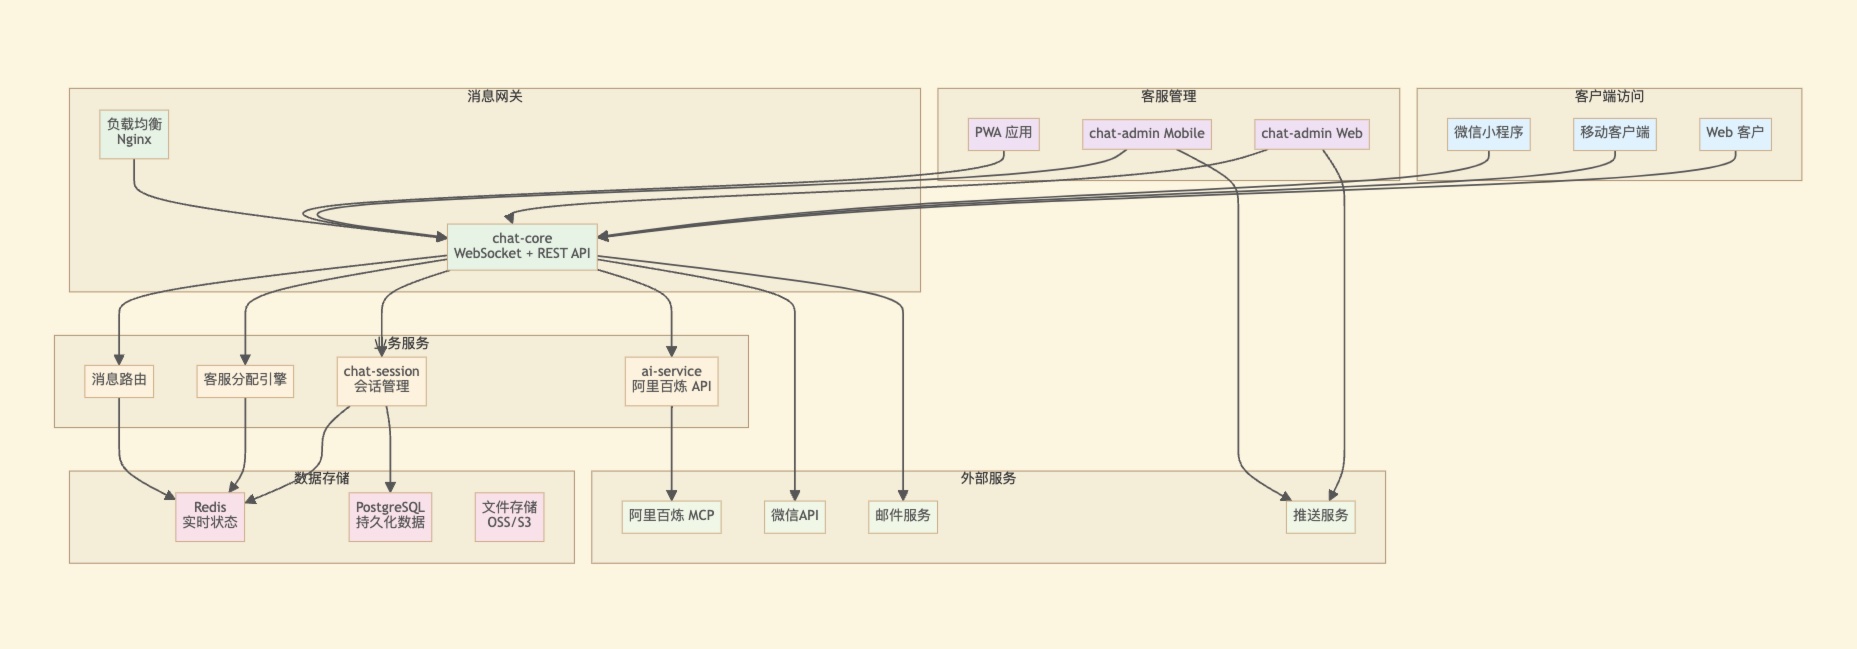 消息网关
客服管理
客户端访问
负载均衡
Nginx
PWA 应用
chat-admin Mobile
chat-admin Web
微信小程序
移动客户端
Web 客户
chat-core
WebSocket + REST API
业务服务
消息路由
客服分配引擎
chat-session
会话管理
ai-service
阿里百炼 API
数据存储
外部服务
Redis
实时状态
PostgreSQL
持久化数据
文件存储
OSS/S3
阿里百炼 MCP
微信API
邮件服务
推送服务